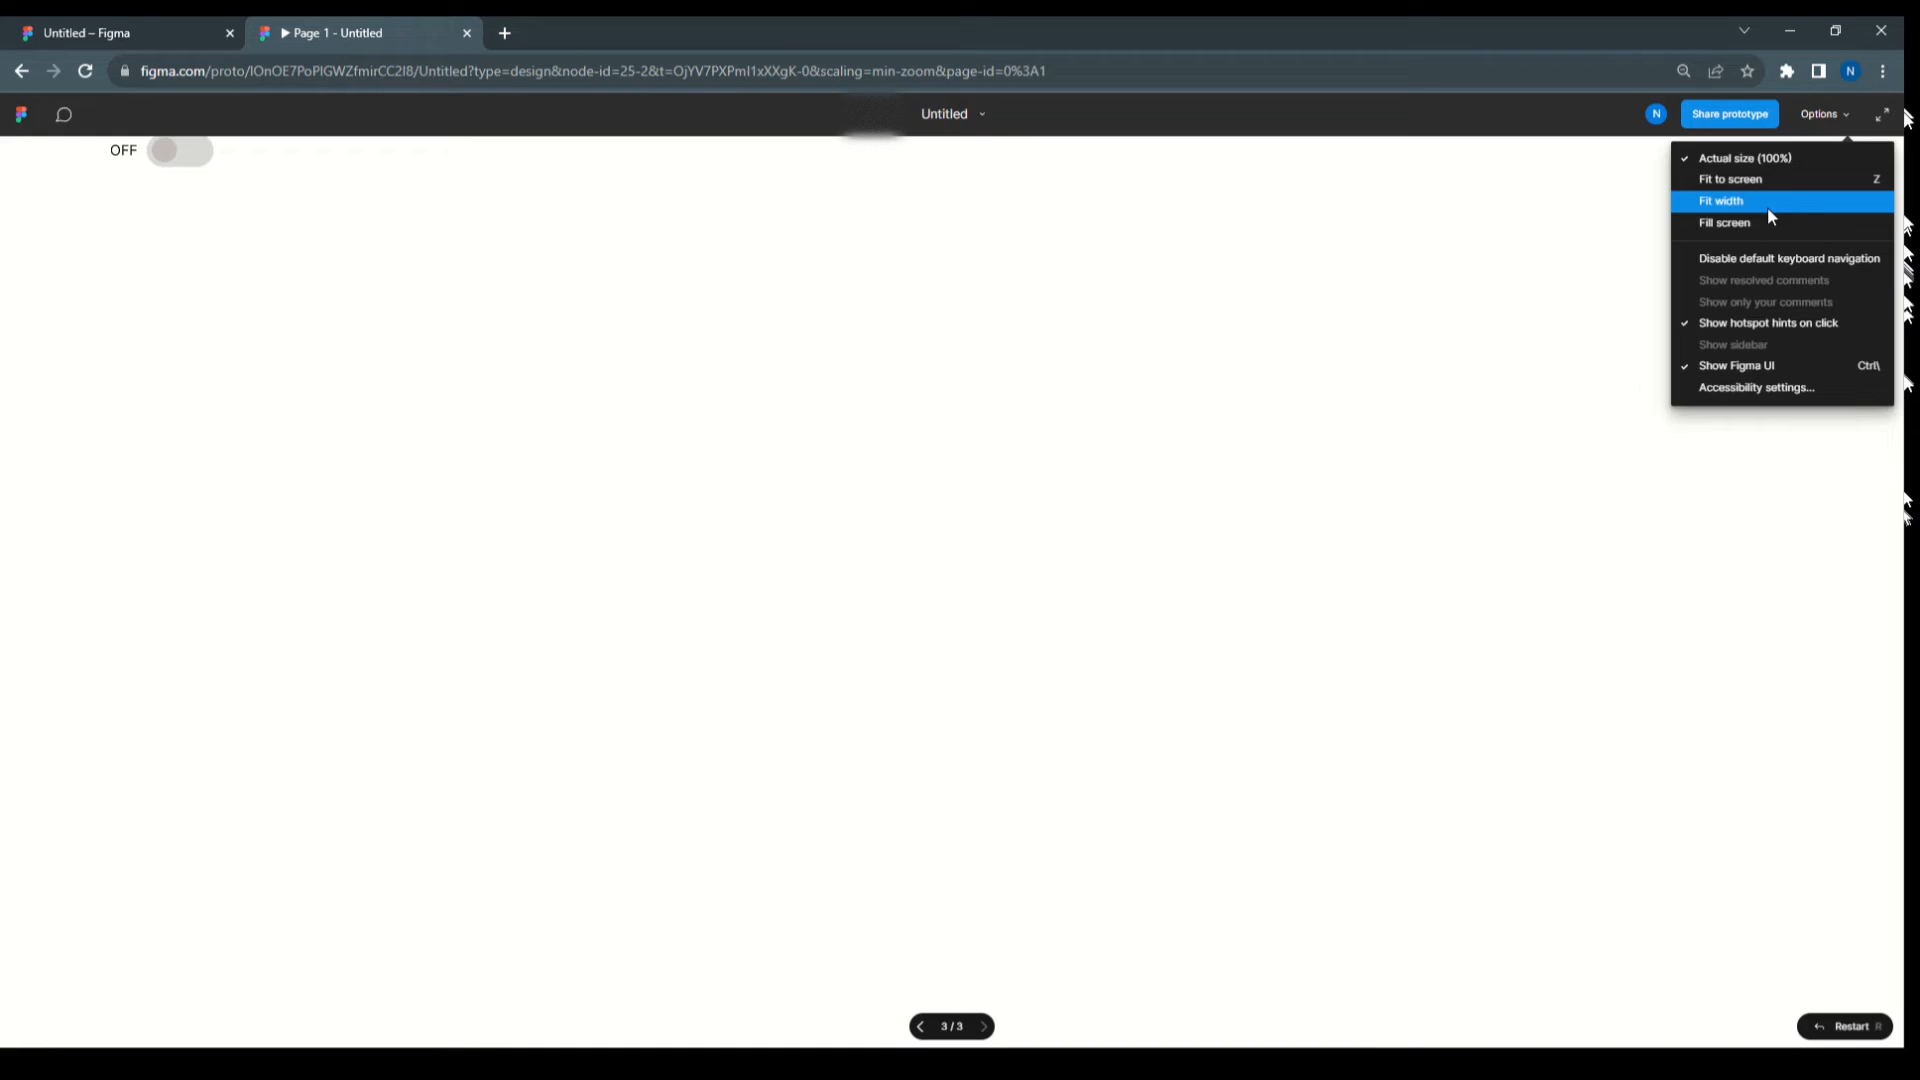 Untitled – Figma
Page 1 - Untitled
figma.com/proto/IOnOE7PoPIGWZfmirCC2I8/Untitled?type=design&node-id=25-2&t=OjYV7PXPmI1xXXgK-0&scaling=min-zoom&page-id=0%3A1
N
Untitled
N
Share prototype
Options
OFF
Actual size (100%)
Fit to screen Z
Fit width
Fill screen
Disable default keyboard navigation
Show resolved comments
Show only your comments
Show hotspot hints on click
Show sidebar
Show Figma UI Ctrl\
Accessibility settings...
3 / 3
Restart R